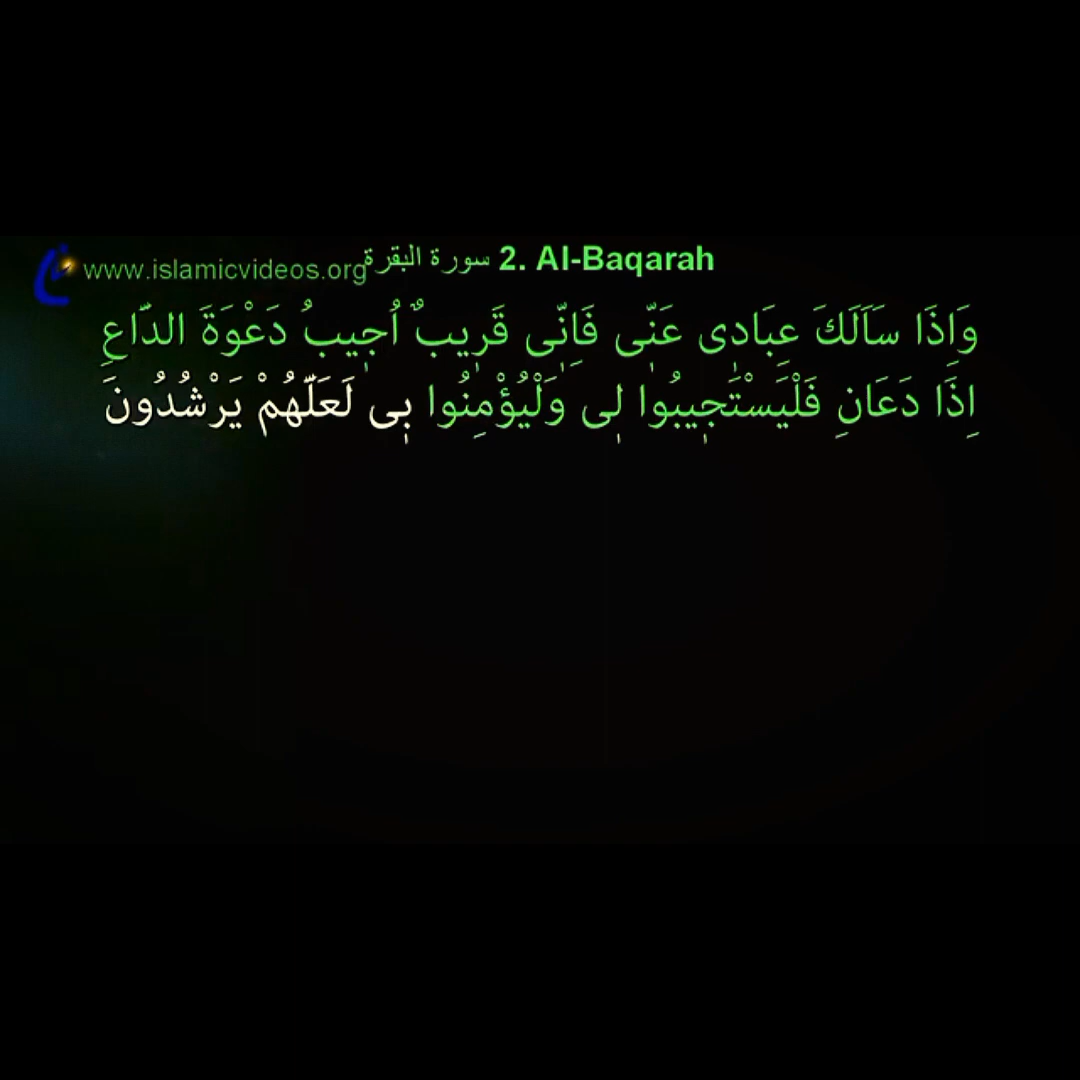 www.islamicvideos.org
سورة البقرة 2. Al-Baqarah
وَاِذَا سَاَلَكَ عِبَادٖى عَنّٖى فَاِنّٖى قَرٖيبٌ اُجٖيبُ دَعْوَةَ الدَّاعِ
اِذَا دَعَانِ فَلْيَسْتَجٖيبُوا لٖى وَلْيُؤْمِنُوا بٖى لَعَلَّهُمْ يَرْشُدُونَ